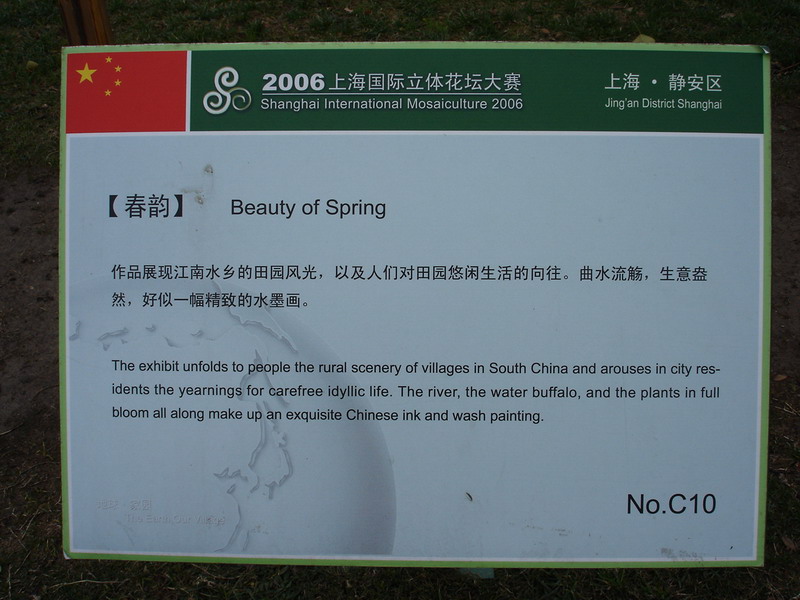 2006上海国际立体花坛大赛
Shanghai International Mosaiculture 2006
上海・静安区
Jing'an District Shanghai
【春韵】 Beauty of Spring
作品展现江南水乡的田园风光，以及人们对田园悠闲生活的向往。曲水流觞，生意盎
然，好似一幅精致的水墨画。
The exhibit unfolds to people the rural scenery of villages in South China and arouses in city res-
idents the yearnings for carefree idyllic life. The river, the water buffalo, and the plants in full
bloom all along make up an exquisite Chinese ink and wash painting.
No.C10